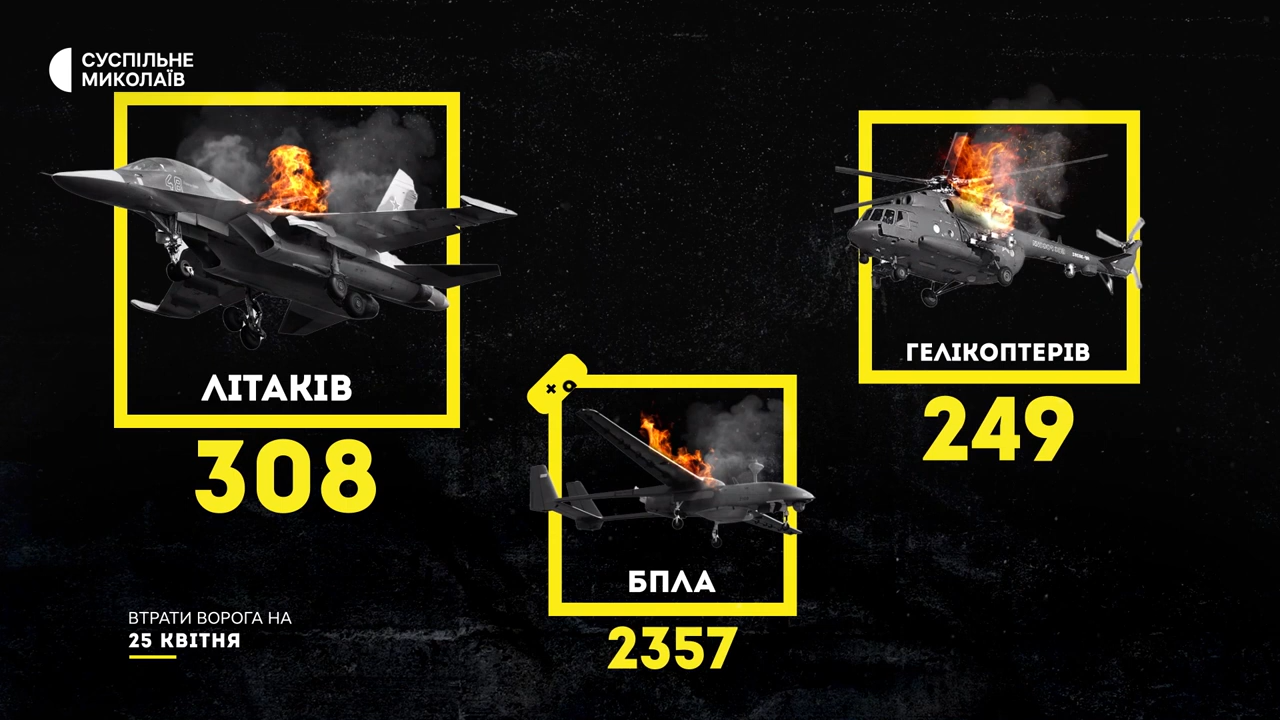 СУСПІЛЬНЕ
МИКОЛАЇВ
ЛІТАКІВ
308
ГЕЛІКОПТЕРІВ
249
БПЛА
2357
ВТРАТИ ВОРОГА НА
25 КВІТНЯ